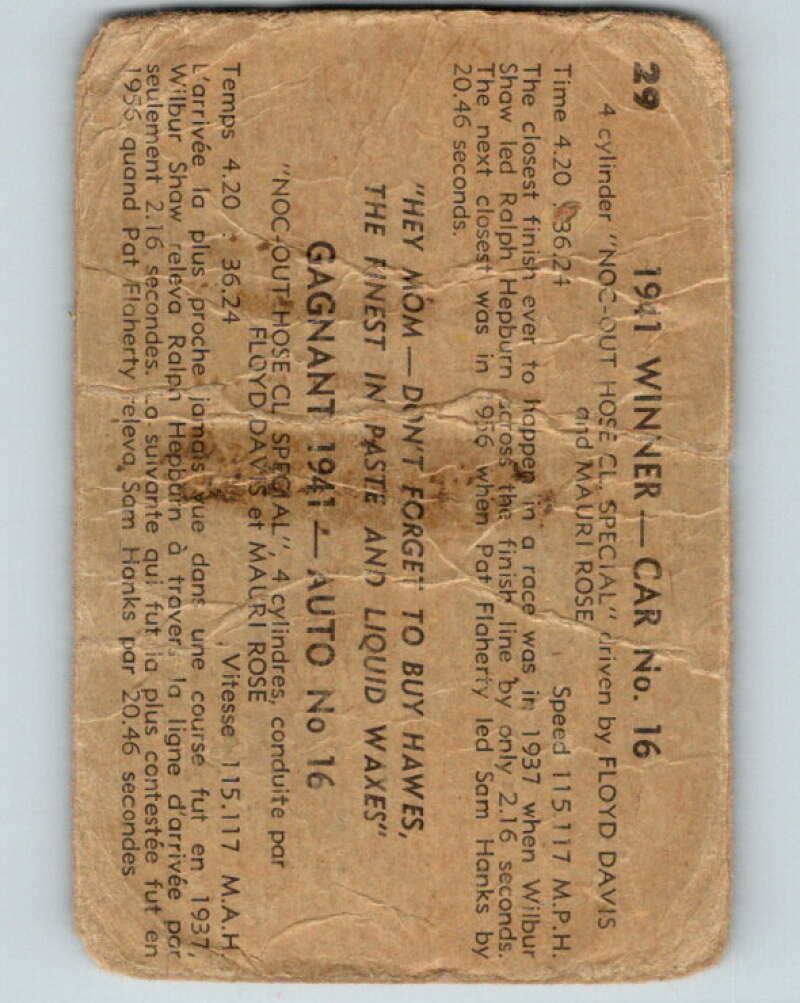 29
1941 WINNER — CAR No. 16
4 cylinder "NOC-OUT HOSE CL. SPECIAL" driven by FLOYD DAVIS
and MAURI ROSE
Time 4.20 : 36.24 Speed 115.117 M.P.H.
The closest finish ever to happen in a race was in 1937 when Wilbur
Shaw led Ralph Hepburn across the finish line by only 2.16 seconds.
The next closest was in 1956 when Pat Flaherty led Sam Hanks by
20.46 seconds.
"HEY MOM — DON'T FORGET TO BUY HAWES,
THE FINEST IN PASTE AND LIQUID WAXES"
GAGNANT 1941 — AUTO No 16
"NOC-OUT HOSE CL. SPECIAL", 4 cylindres, conduite par
FLOYD DAVIS et MAURI ROSE
Temps 4.20 : 36.24 Vitesse 115.117 M.A.H.
L'arrivée la plus proche jamais vue dans une course fut en 1937,
Wilbur Shaw releva Ralph Hepburn à travers la ligne d'arrivée par
seulement 2.16 secondes. La suivante qui fut la plus contestée fut en
1956 quand Pat Flaherty releva Sam Hanks par 20.46 secondes